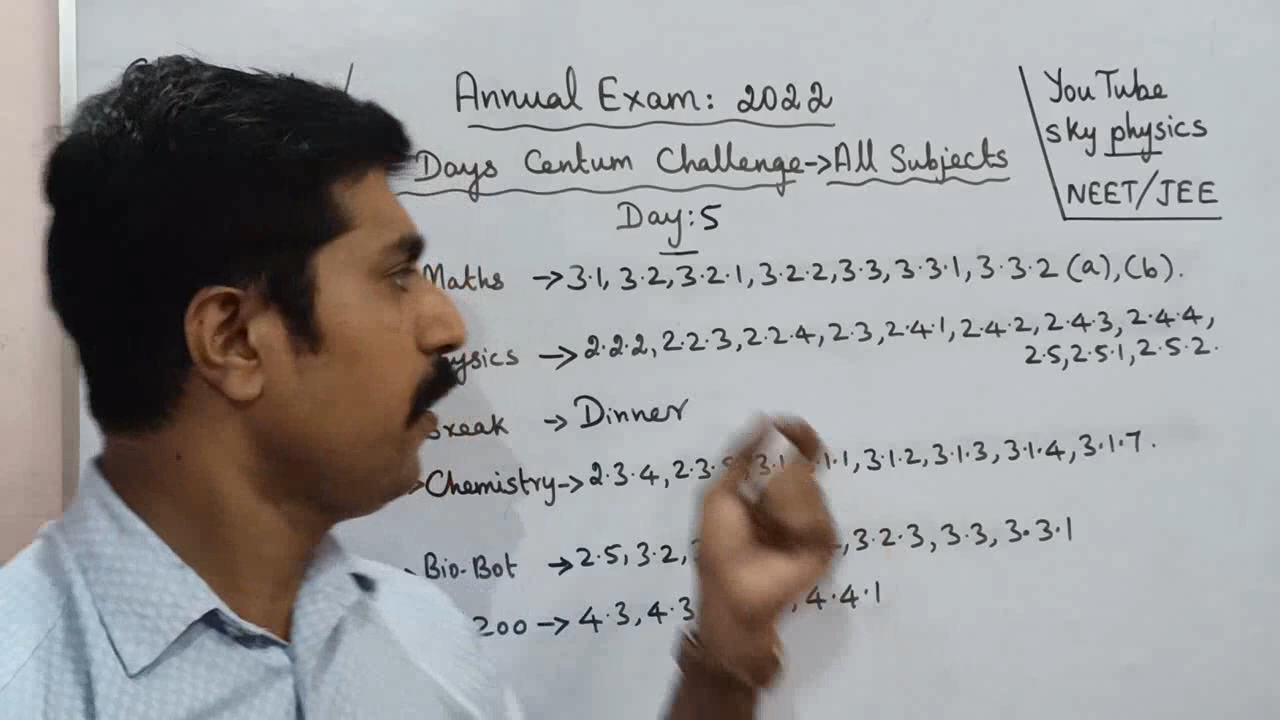 Annual Exam: 2022
Days Centum Challenge->All Subjects
Day:5
YouTube
sky physics
NEET/JEE
Maths ->3.1, 3.2, 3.2.1, 3.2.2, 3.3, 3.3.1, 3.3.2 (a), (b).
ysics ->2.2.2, 2.2.3, 2.2.4, 2.3, 2.4.1, 2.4.2, 2.4.3, 2.4.4,
2.5, 2.5.1, 2.5.2.
Break ->Dinner
Chemistry->2.3.4, 3.1.2, 3.1.3, 3.1.4, 3.1.7.
Bio-Bot ->2.5, 3.2, 3.2.3, 3.3, 3.3.1
200 ->4.3, 4.4.1